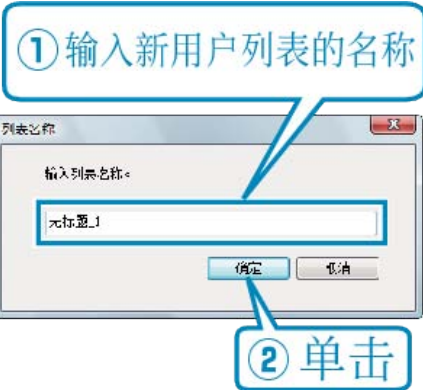 ①输入新用户列表的名称
列表名称
输入列表名称。
无标题_1
确定
取消
②单击